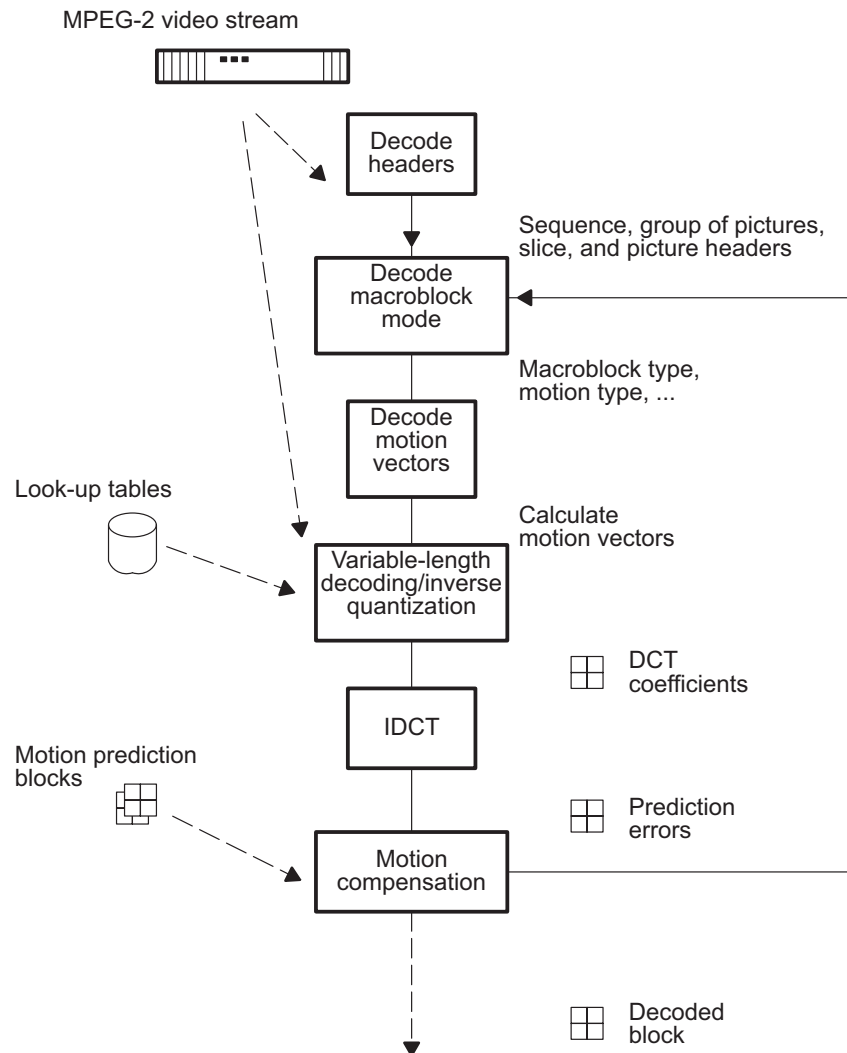 MPEG-2 video stream
Decode
headers
Sequence, group of pictures,
slice, and picture headers
Decode
macroblock
mode
Macroblock type,
motion type, ...
Decode
motion
vectors
Look-up tables
Calculate
motion vectors
Variable-length
decoding/inverse
quantization
DCT
coefficients
IDCT
Motion prediction
blocks
Prediction
errors
Motion
compensation
Decoded
block